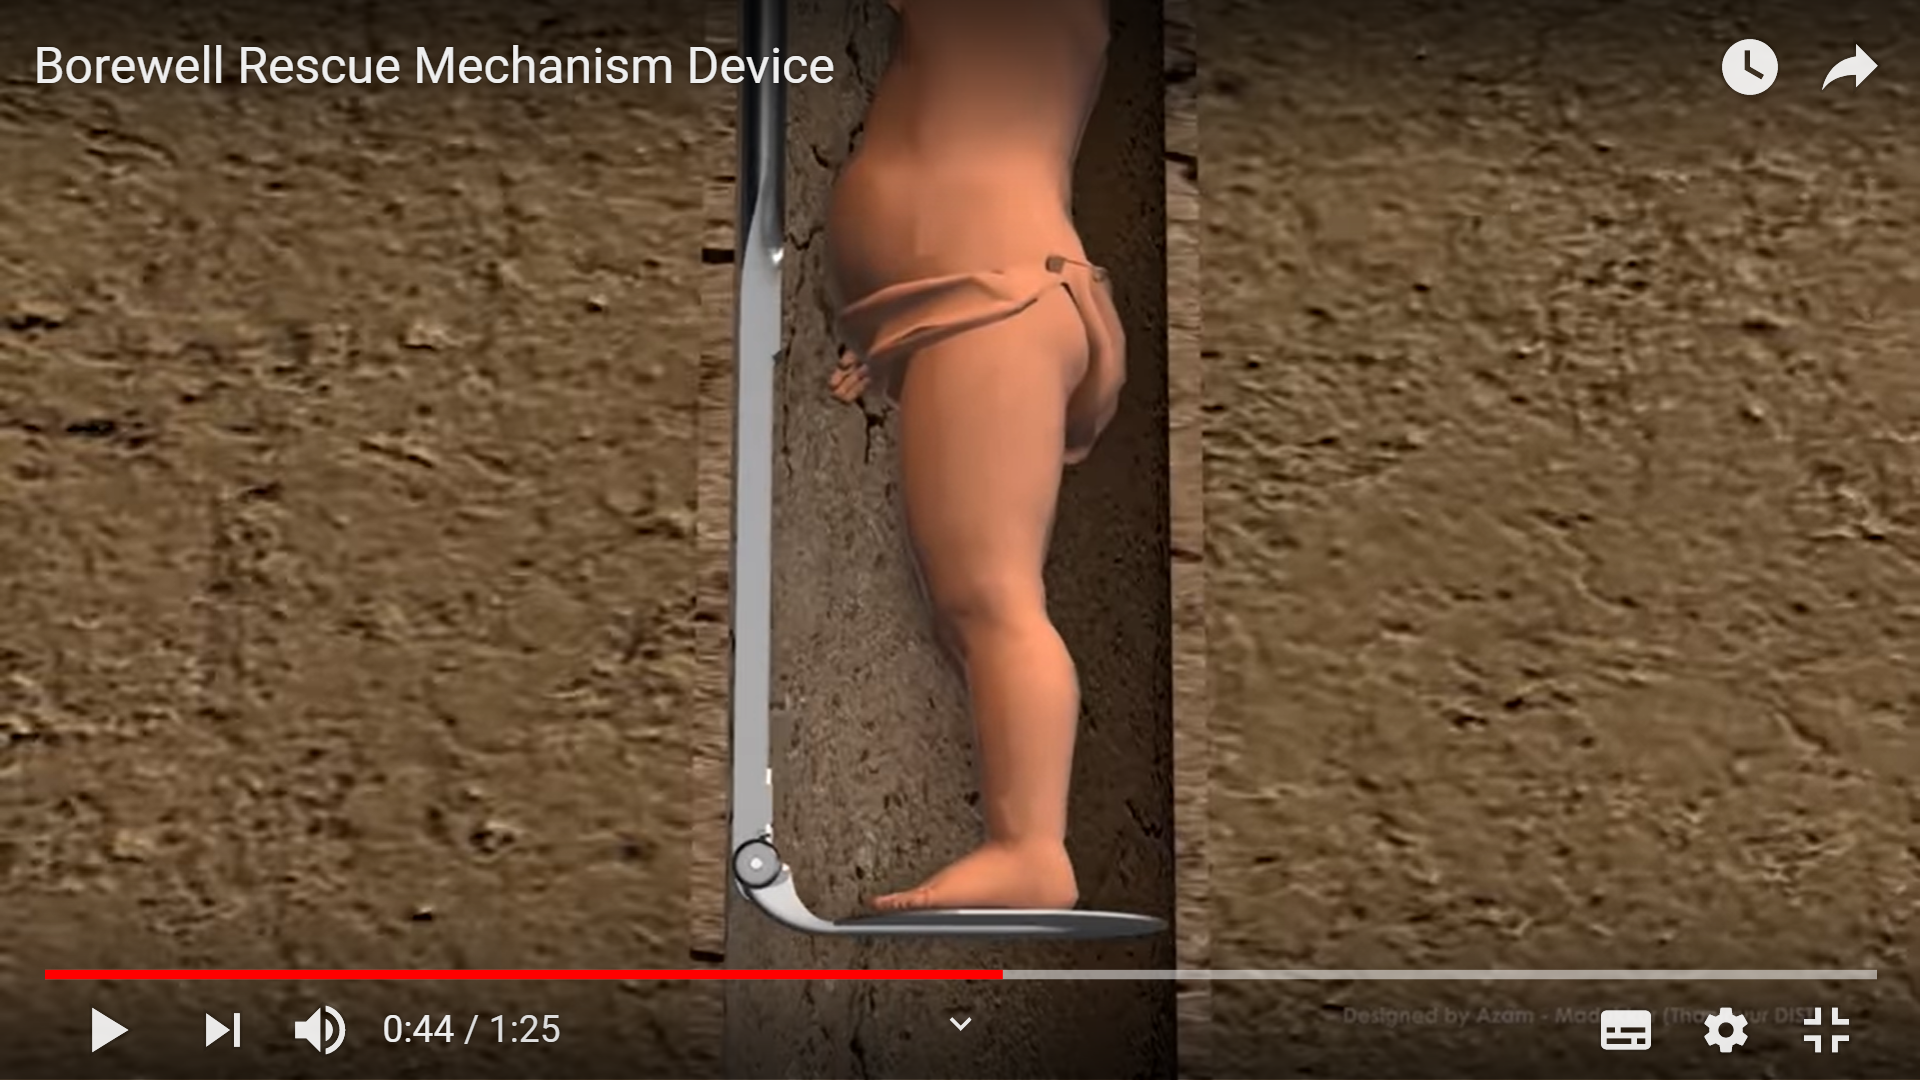 Borewell Rescue Mechanism Device
0:44 / 1:25
Designed by Azam - (